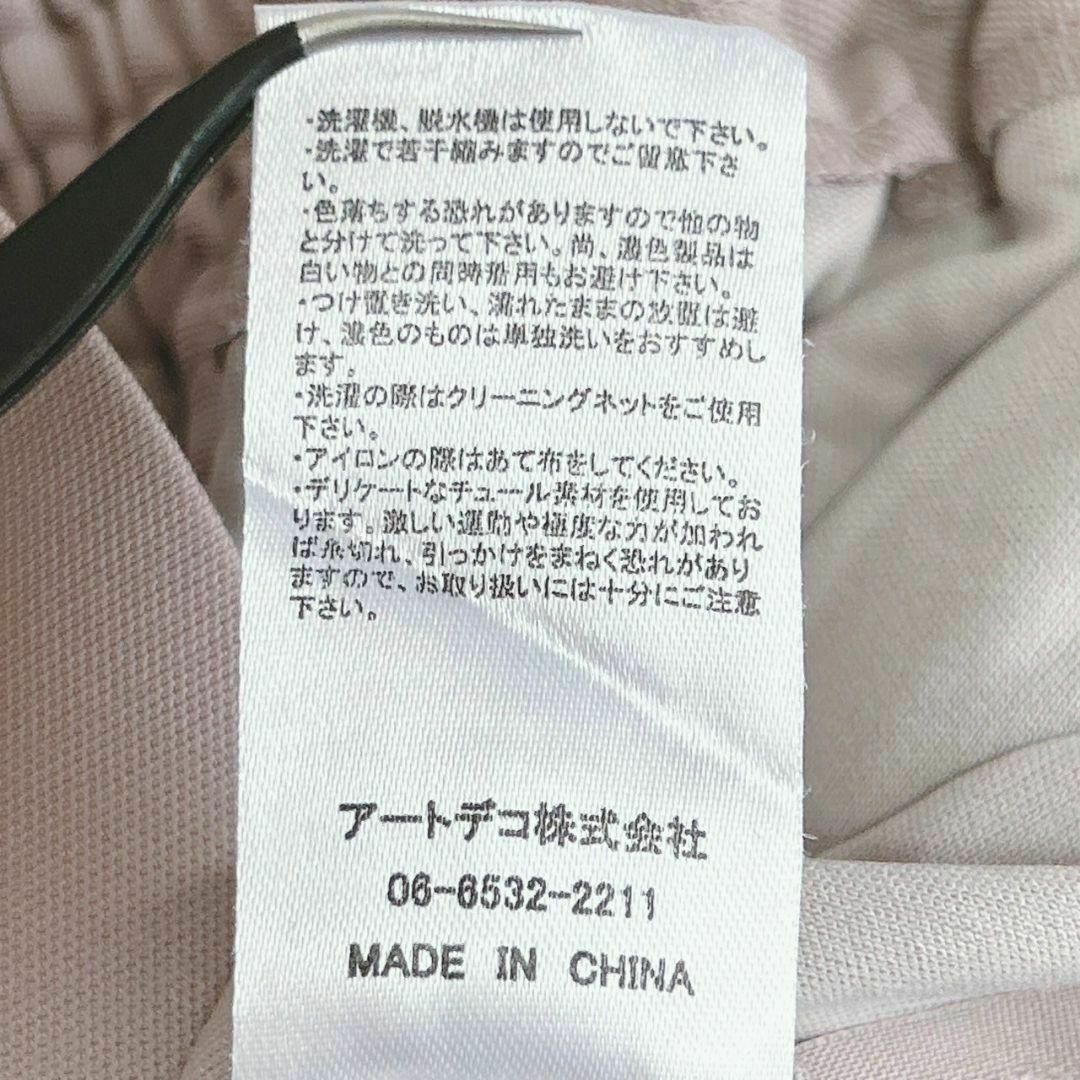 ・洗濯機、脱水機は使用しないで下さい。
・洗濯で若干縮みますのでご留意下さ
い。
・色落ちする恐れがありますので他の物
と分けて洗って下さい。尚、濃色製品は
白い物との同時着用もお避け下さい。
・つけ置き洗い、濡れたままの放置は避
け、濃色のものは単独洗いをおすすめし
ます。
・洗濯の際はクリーニングネットをご使用
下さい。
・アイロンの際はあて布をしてください。
・デリケートなチュール素材を使用してお
ります。激しい運動や極度な力が加われ
ば糸切れ、引っかけをまねく恐れがあり
ますので、お取り扱いには十分にご注意
下さい。
アートデコ株式会社
06-6532-2211
MADE IN CHINA